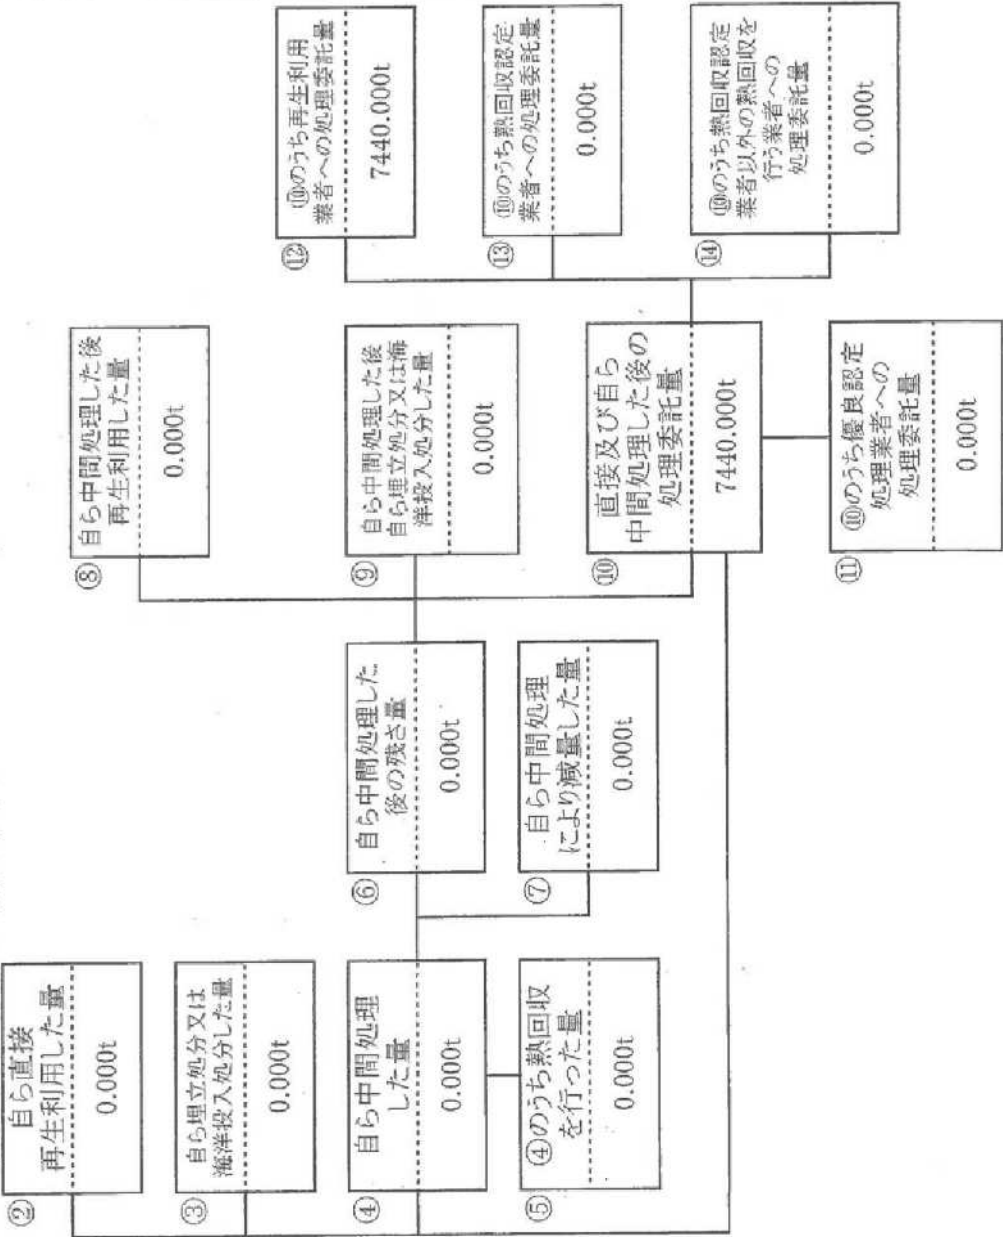 ②
自ら直接
再生利用した量
0.000t
③
自ら埋立処分又は
海洋投入処分した量
0.000t
④
自ら中間処理
した量
0.000t
⑤
④のうち熱回収
を行った量
0.000t
⑥
自ら中間処理した
後の残さ量
0.000t
⑦
自ら中間処理
により減量した量
0.000t
⑧
自ら中間処理した後
再生利用した量
0.000t
⑨
自ら中間処理した後
自ら埋立処分又は海
洋投入処分した量
0.000t
⑩
直接及び自ら
中間処理した後の
処理委託量
7440.000t
⑪
⑩のうち優良認定
処理業者への
処理委託量
0.000t
⑫
⑩のうち再生利用
業者への処理委託量
7440.000t
⑬
⑩のうち熱回収認定
業者への処理委託量
0.000t
⑭
⑩のうち熱回収認定
業者以外の熱回収を
行う業者への
処理委託量
0.000t